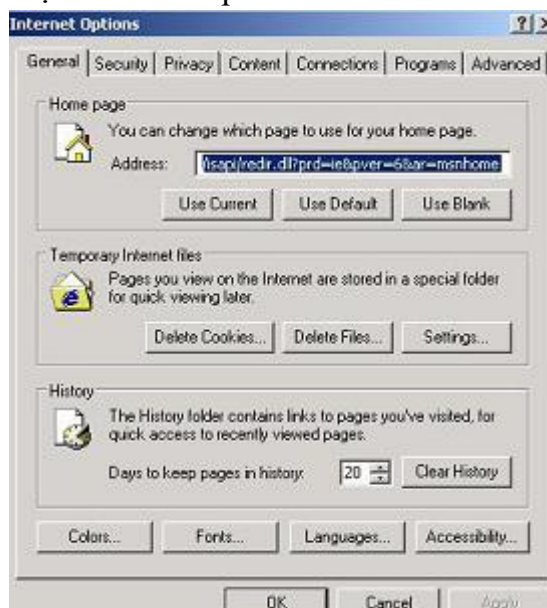 Internet Options
General Security Privacy Content Connections Programs Advanced
Home page
You can change which page to use for your home page.
Address: /isapi/redir.dll?prd=ie&pver=6&ar=msnhome
Use Current Use Default Use Blank
Temporary Internet files
Pages you view on the Internet are stored in a special folder
for quick viewing later.
Delete Cookies... Delete Files... Settings...
History
The History folder contains links to pages you've visited, for
quick access to recently viewed pages.
Days to keep pages in history: 20 Clear History
Colors... Fonts... Languages... Accessibility...
OK Cancel Apply